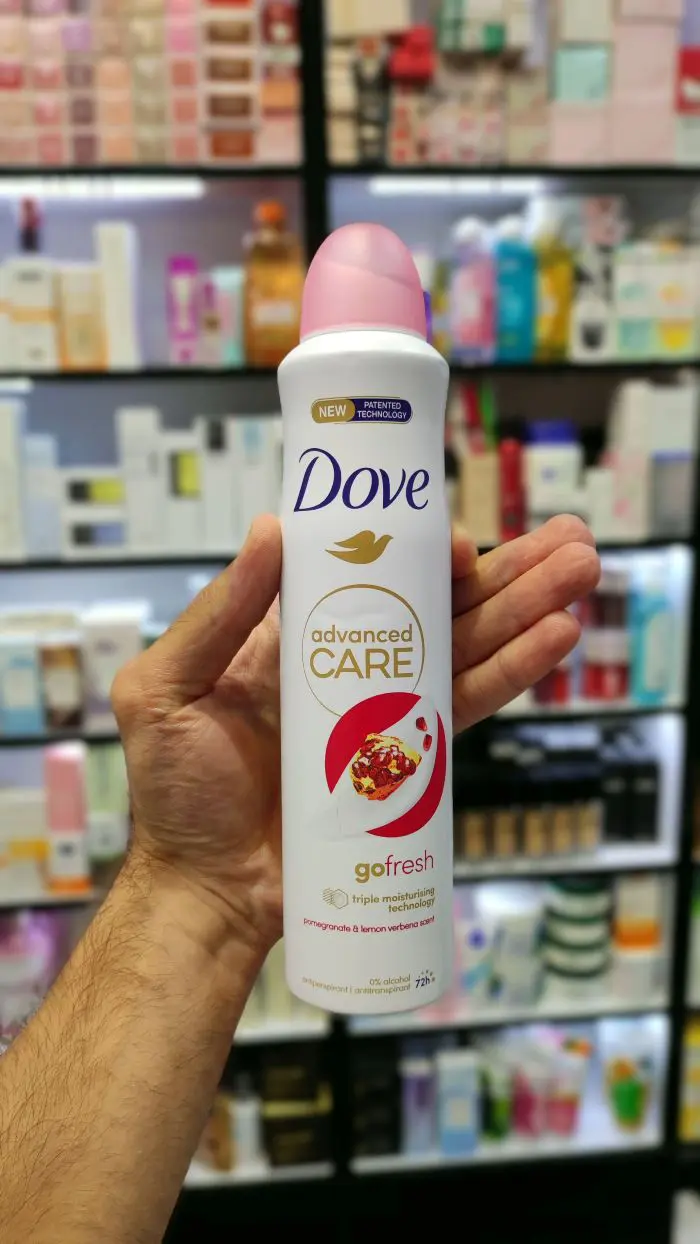 NEW PATENTED
TECHNOLOGY
Dove
advanced
CARE
gofresh
triple moisturising
technology
pomegranate & lemon verbena scent
0% alcohol
antiperspirant | antitranspirant 72h